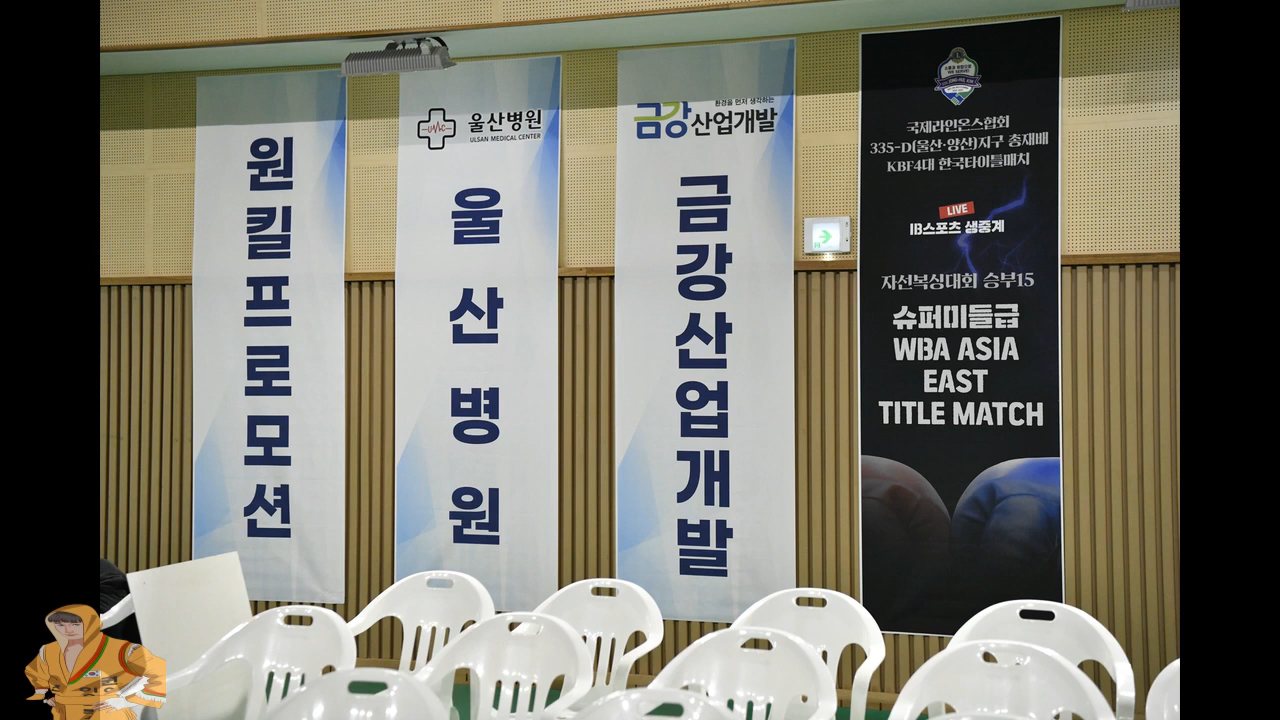 원킬프로모션
UMC
울산병원
ULSAN MEDICAL CENTER
울산병원
환경을 먼저 생각하는
금강산업개발
금강산업개발
국제라인온스협회
335-D(울산·양산)지구 총재배
KBF4대 한국타이틀매치
LIVE
IB스포츠 생중계
자선복싱대회 승부15
슈퍼미들급
WBA ASIA
EAST
TITLE MATCH